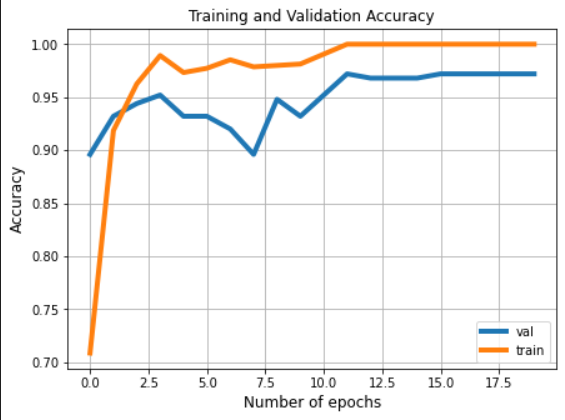 Training and Validation Accuracy
Accuracy
1.00
0.95
0.90
0.85
0.80
0.75
0.70
val
train
0.0 2.5 5.0 7.5 10.0 12.5 15.0 17.5
Number of epochs